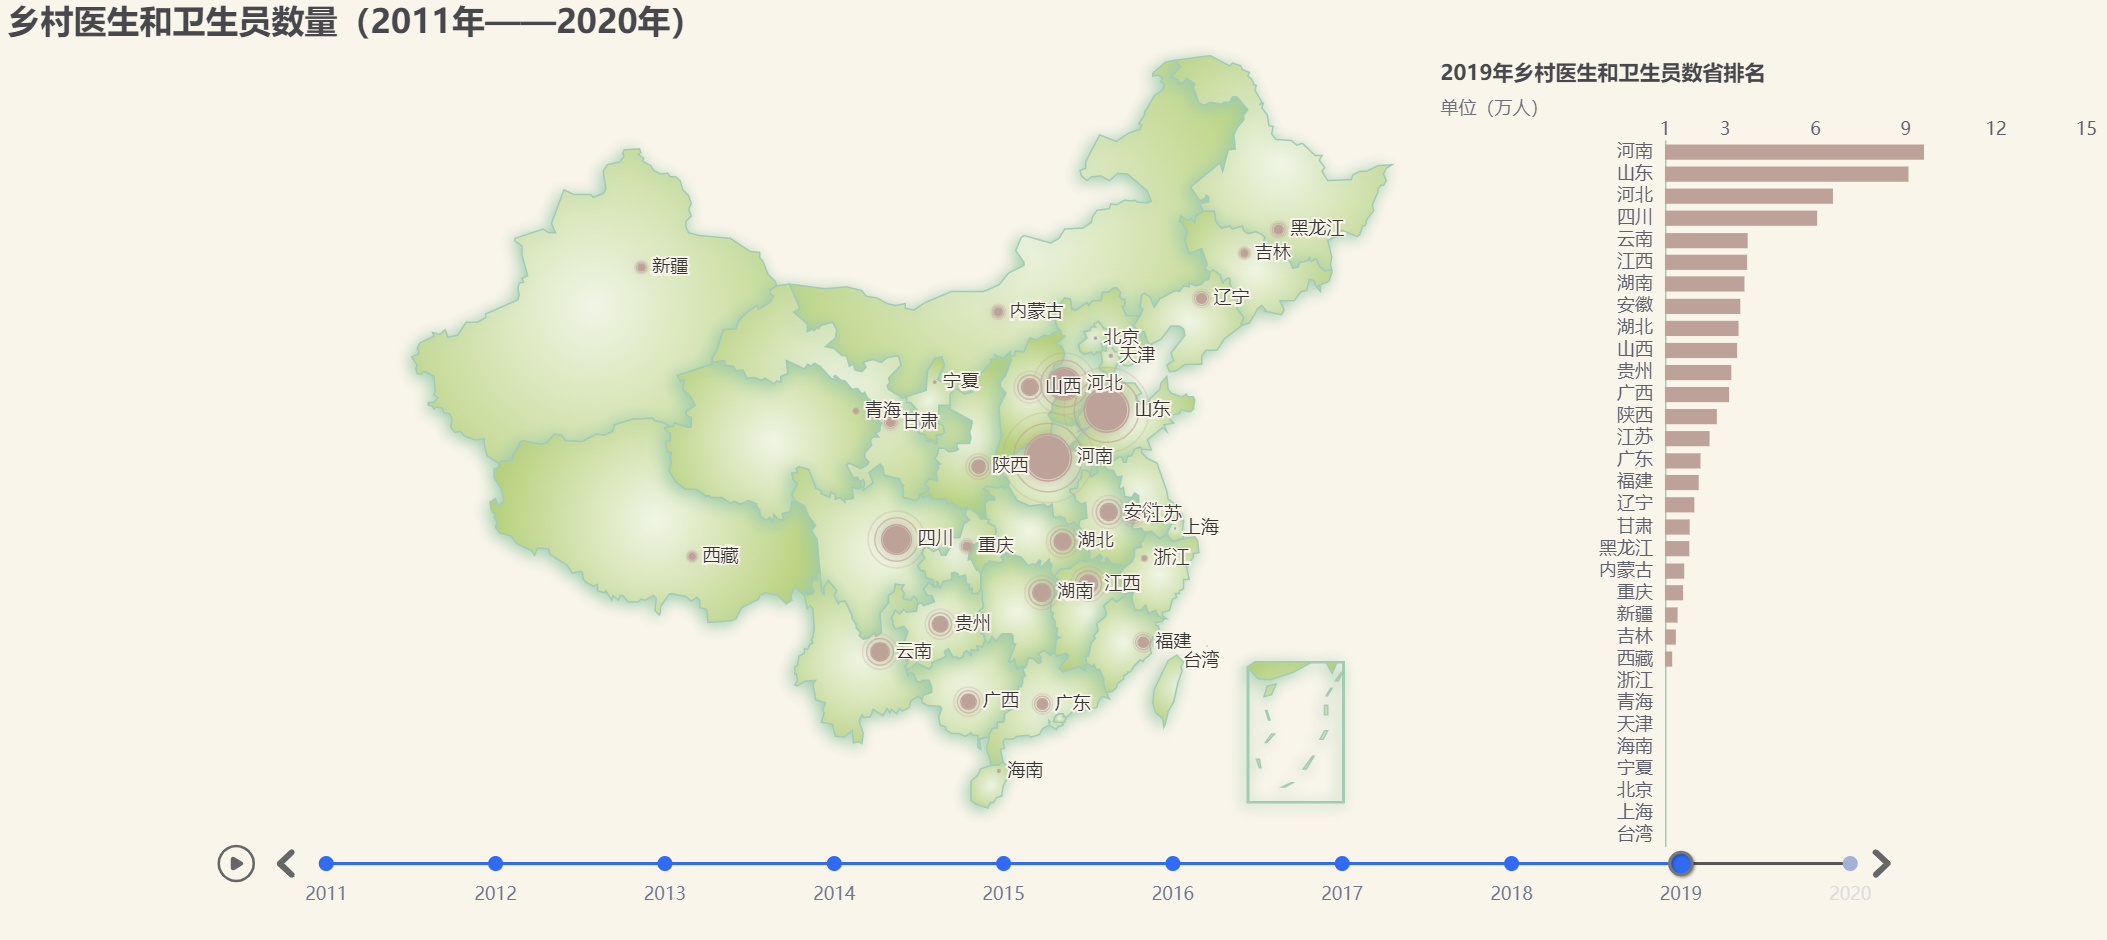 乡村医生和卫生员数量（2011年——2020年）
2019年乡村医生和卫生员数省排名
单位（万人）
1 3 6 9 12 15
河南
山东
河北
四川
云南
江西
湖南
安徽
湖北
山西
贵州
广西
陕西
江苏
广东
福建
辽宁
甘肃
黑龙江
内蒙古
重庆
新疆
吉林
西藏
浙江
青海
天津
海南
宁夏
北京
上海
台湾
黑龙江
吉林
新疆
辽宁
内蒙古
北京
天津
宁夏
山西
河北
青海
山东
甘肃
河南
陕西
安徽
江苏
上海
四川
湖北
重庆
西藏
浙江
江西
湖南
贵州
福建
云南
台湾
广西
广东
海南
2011 2012 2013 2014 2015 2016 2017 2018 2019 2020